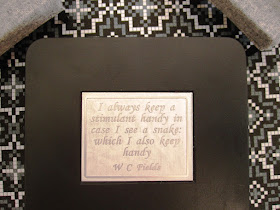 I always keep a
stimulant handy in
case I see a snake;
which I also keep
handy
W C Fields